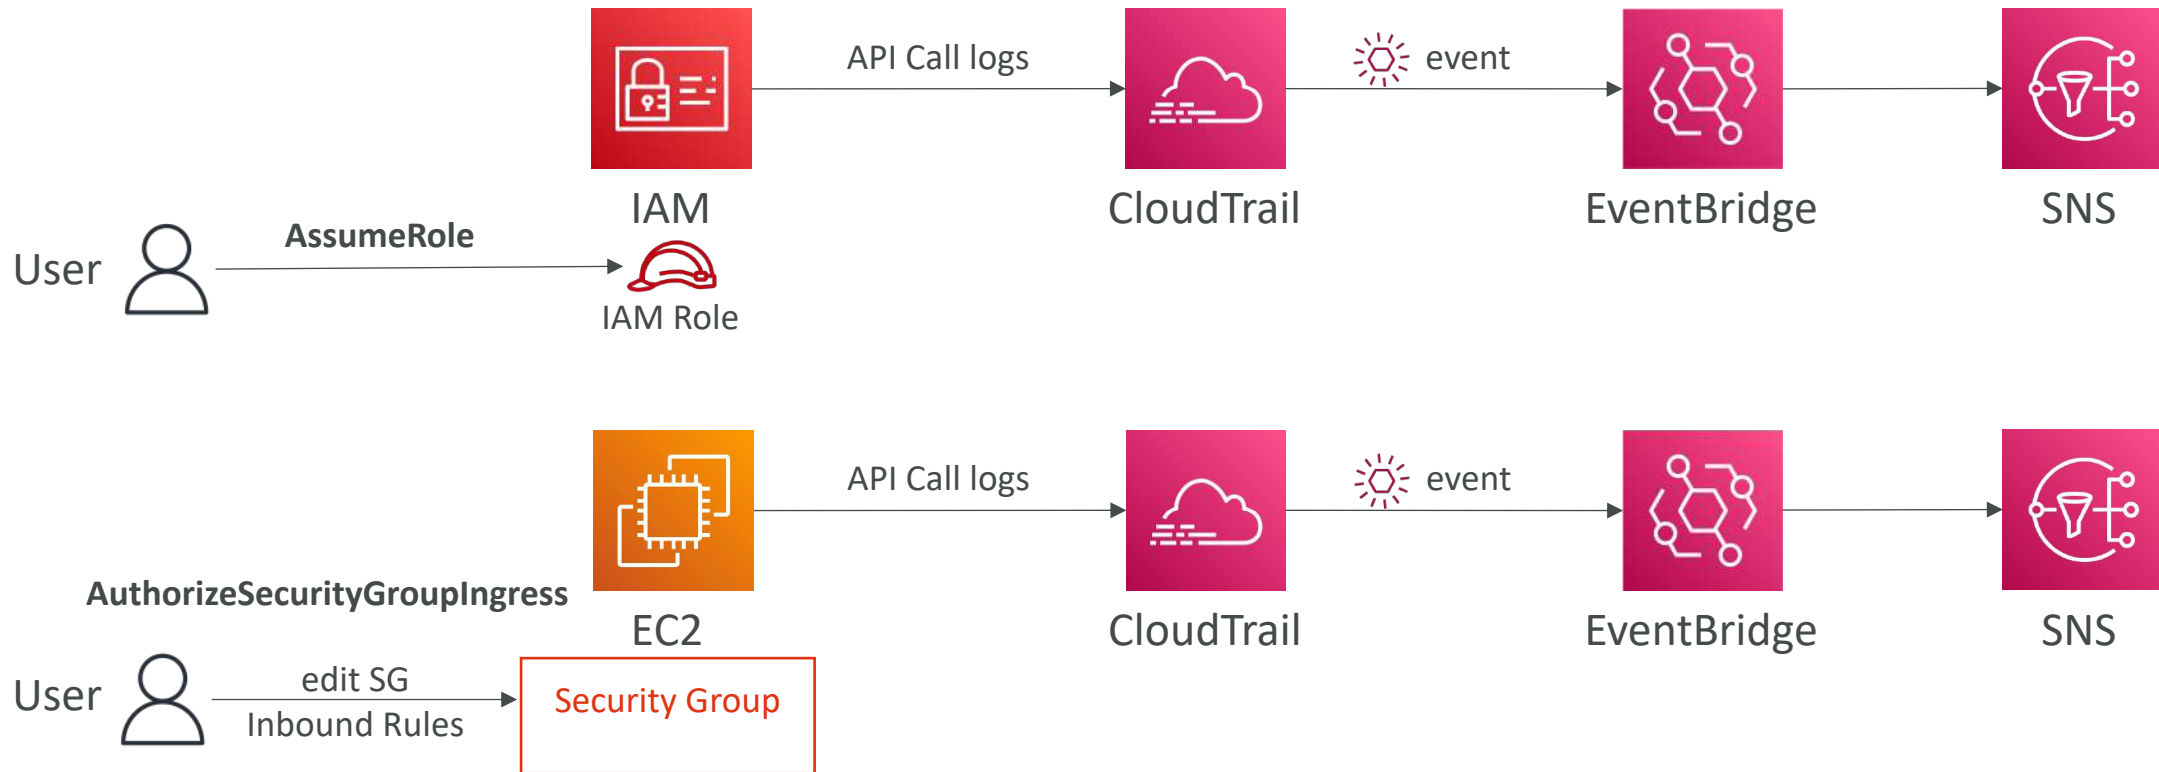 API Call logs
event
IAM
CloudTrail
EventBridge
SNS
User
AssumeRole
IAM Role
API Call logs
event
AuthorizeSecurityGroupIngress
EC2
CloudTrail
EventBridge
SNS
User
edit SG
Inbound Rules
Security Group